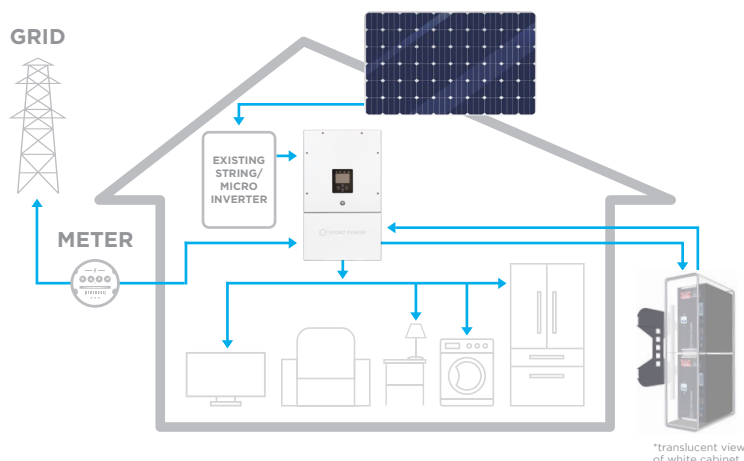 GRID
EXISTING
STRING/
MICRO
INVERTER
METER
*translucent view
of white cabinet